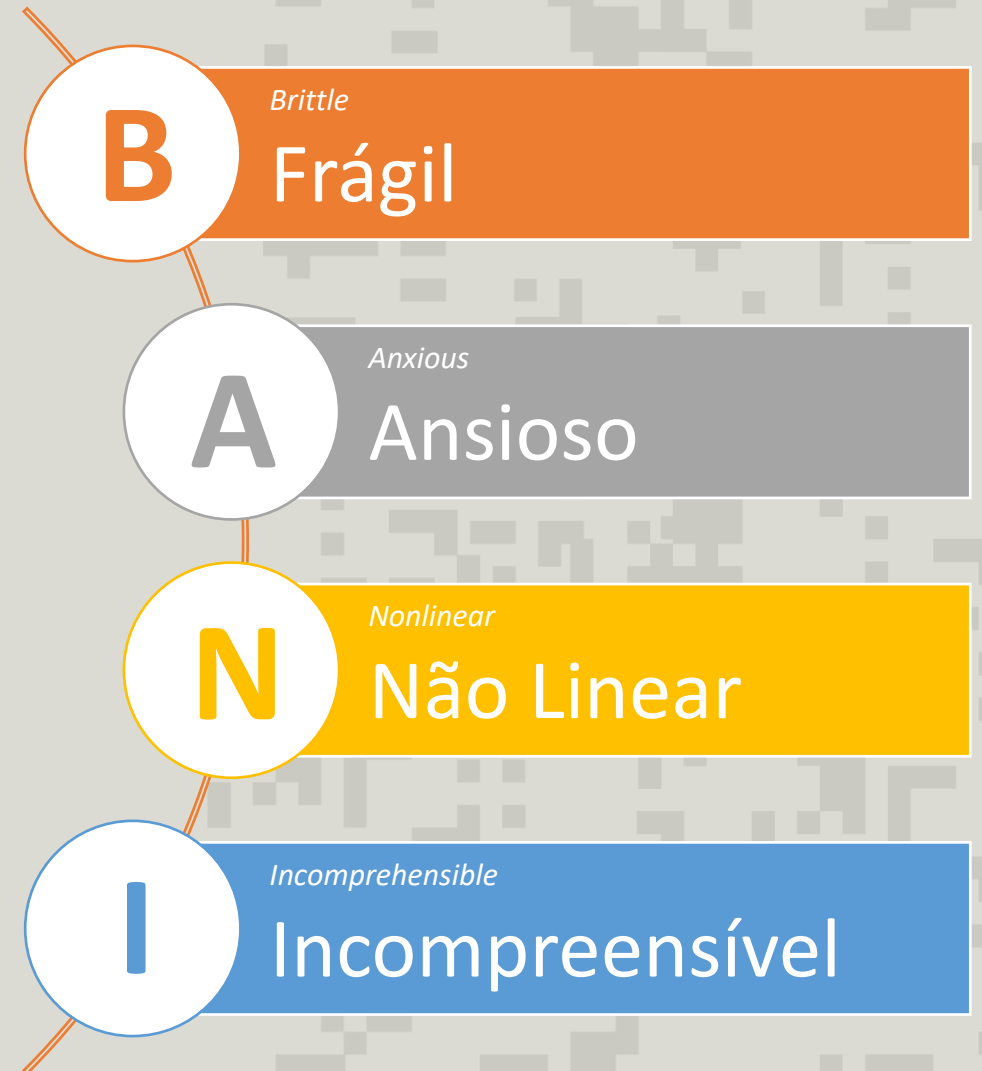 B
Brittle
Frágil
A
Anxious
Ansioso
N
Nonlinear
Não Linear
I
Incomprehensible
Incompreensível